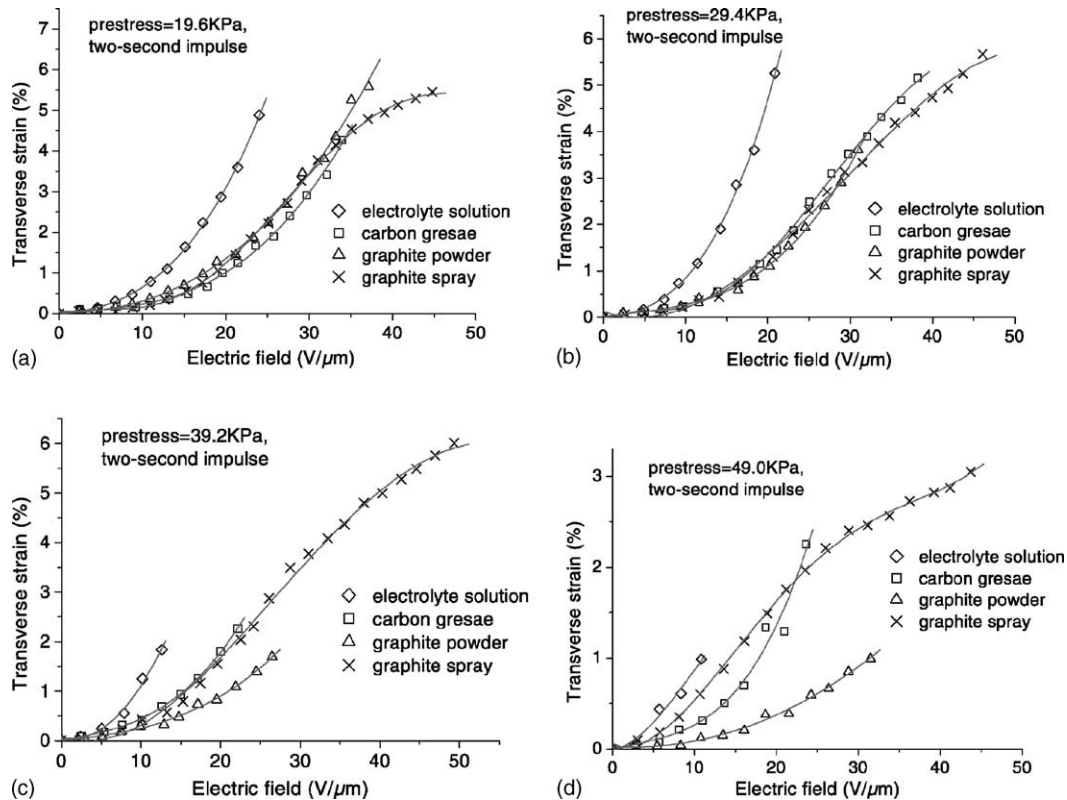 prestress=19.6KPa,
two-second impulse
Transverse strain (%)
7
6
5
4
3
2
1
0
electrolyte solution
carbon gresae
graphite powder
graphite spray
0 10 20 30 40 50
(a)
Electric field (V/µm)
prestress=29.4KPa,
two-second impulse
Transverse strain (%)
6
5
4
3
2
1
0
electrolyte solution
carbon gresae
graphite powder
graphite spray
0 10 20 30 40 50
(b)
Electric field (V/µm)
prestress=39.2KPa,
two-second impulse
Transverse strain (%)
6
5
4
3
2
1
0
electrolyte solution
carbon gresae
graphite powder
graphite spray
0 10 20 30 40 50
(c)
Electric field (V/µm)
prestress=49.0KPa,
two-second impulse
Transverse strain (%)
3
2
1
0
electrolyte solution
carbon gresae
graphite powder
graphite spray
0 10 20 30 40 50
(d)
Electric field (V/µm)